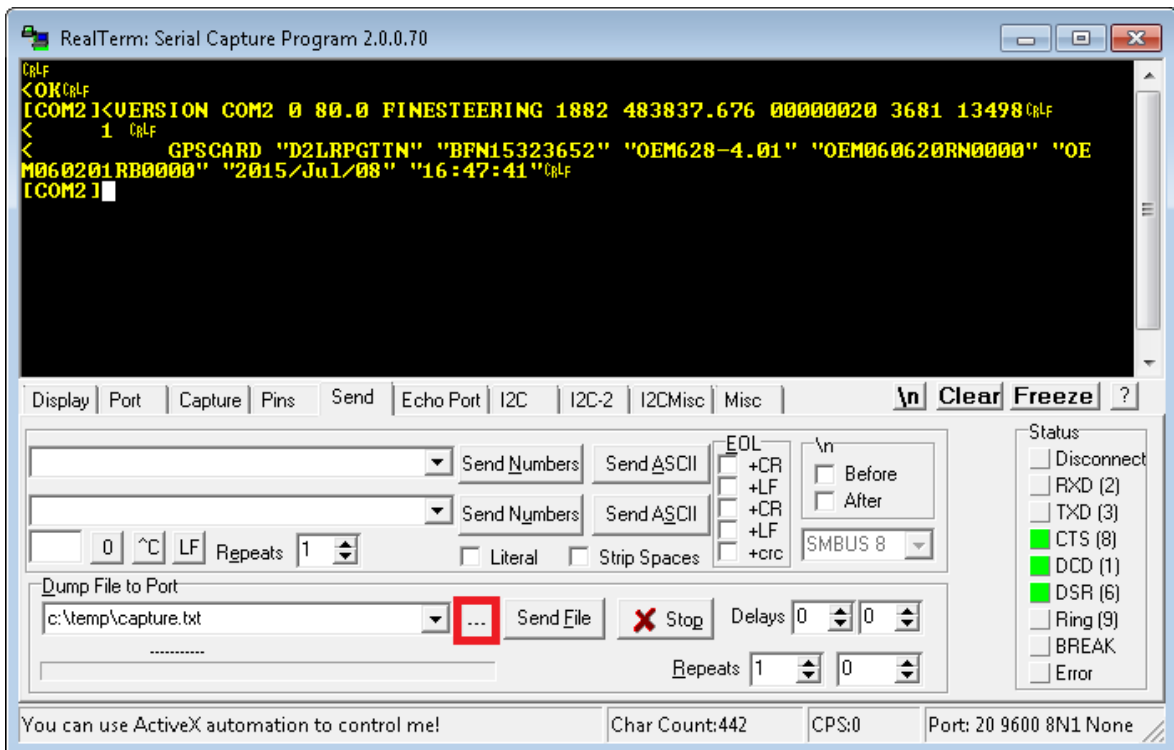 RealTerm: Serial Capture Program 2.0.0.70
CRLF
<OKCRLF
[COM2]<VERSION COM2 0 80.0 FINESTEERING 1882 483837.676 00000020 3681 13498CRLF
<     1 CRLF
<          GPSCARD "D2LRPGTTN" "BFN15323652" "OEM628-4.01" "OEM060620RN0000" "OE
M060201RB0000" "2015/Jul/08" "16:47:41"CRLF
[COM2]
Display Port Capture Pins Send Echo Port I2C I2C-2 I2CMisc Misc \n Clear Freeze ?
Send Numbers Send ASCII
Send Numbers Send ASCII
0 ^C LF Repeats 1
Literal Strip Spaces
EOL
+CR
+LF
+CR
+LF
+crc
\n
Before
After
SMBUS 8
Dump File to Port
c:\temp\capture.txt ... Send File Stop Delays 0 0
-----------
Repeats 1 0
Status
Disconnect
RXD (2)
TXD (3)
CTS (8)
DCD (1)
DSR (6)
Ring (9)
BREAK
Error
You can use ActiveX automation to control me! Char Count:442 CPS:0 Port: 20 9600 8N1 None